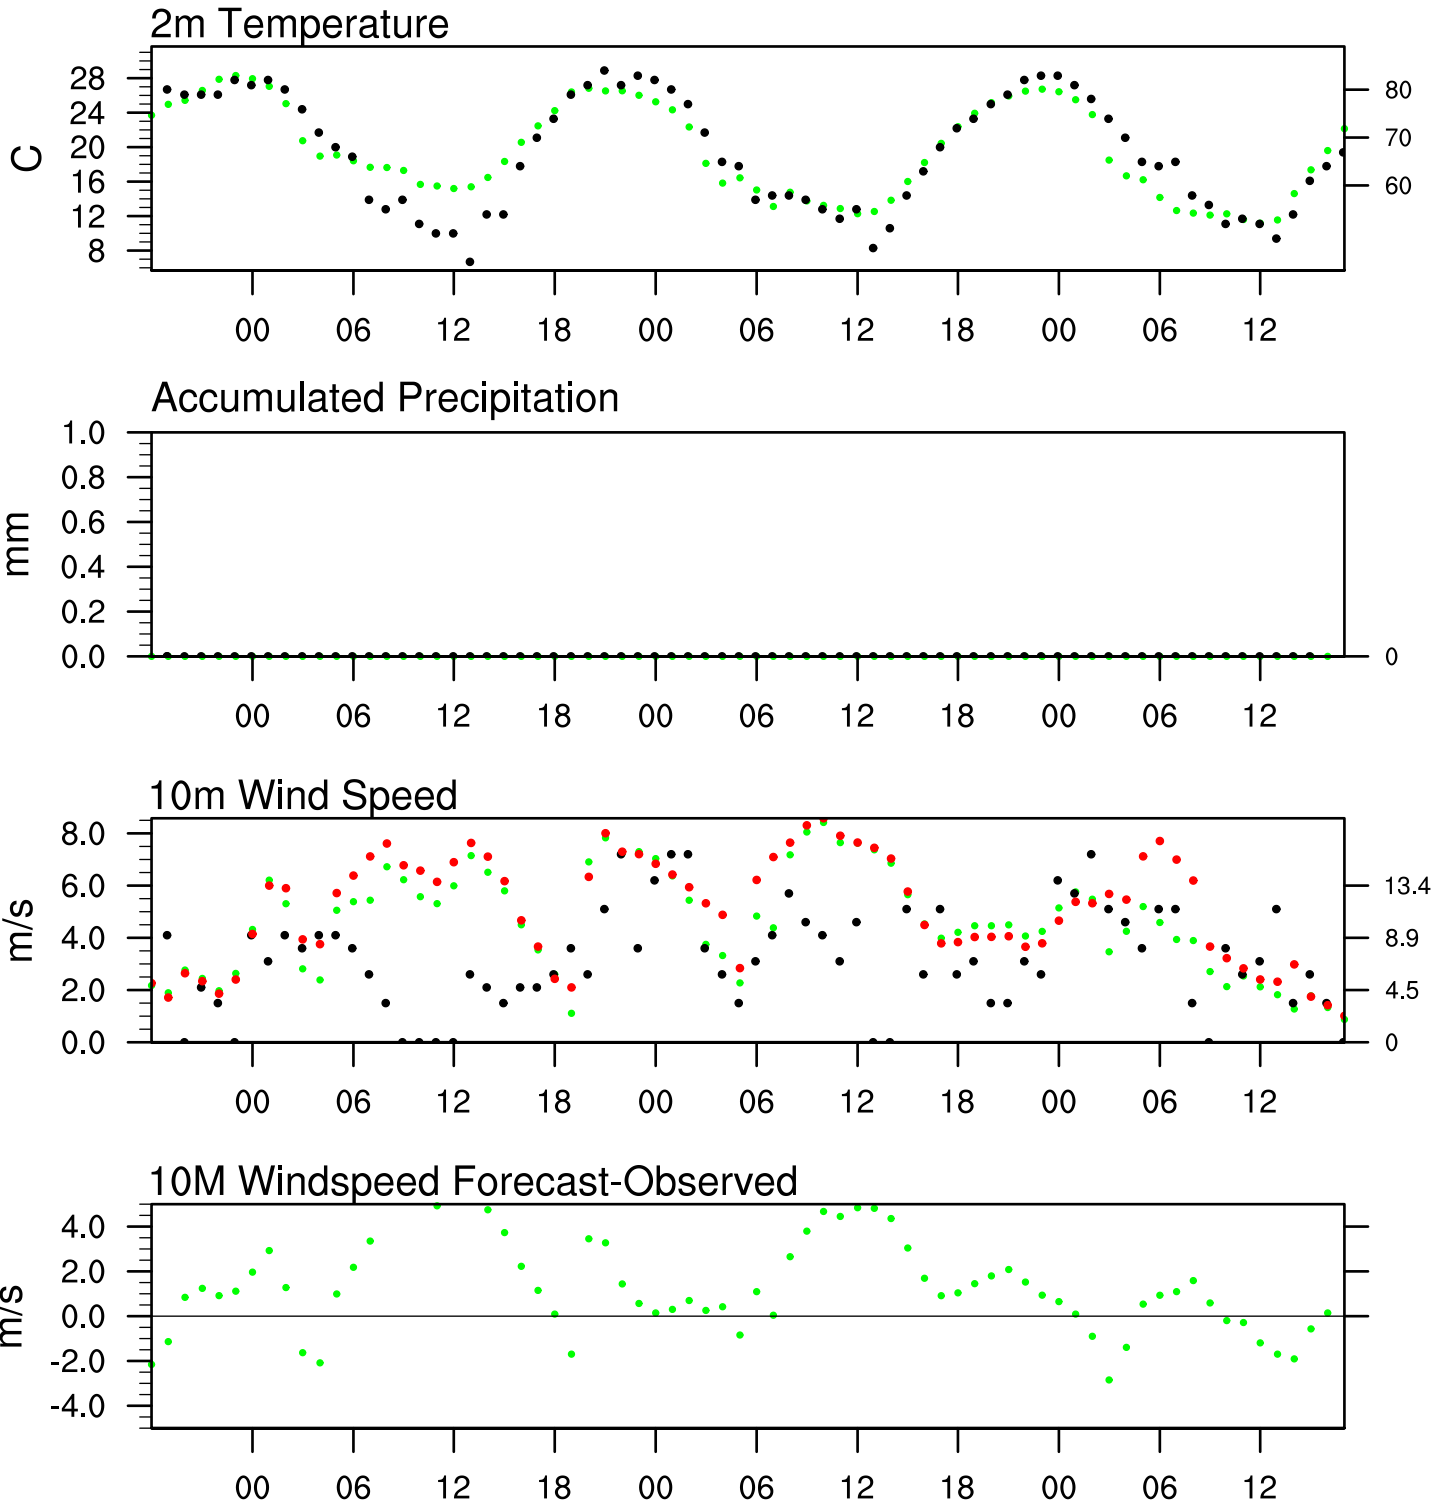 2m Temperature
28
24
20
16
12
8
C
80
70
60
00 06 12 18 00 06 12 18 00 06 12
Accumulated Precipitation
1.0
0.8
0.6
0.4
0.2
0.0
mm
0
00 06 12 18 00 06 12 18 00 06 12
10m Wind Speed
8.0
6.0
4.0
2.0
0.0
m/s
13.4
8.9
4.5
0
00 06 12 18 00 06 12 18 00 06 12
10M Windspeed Forecast-Observed
4.0
2.0
0.0
-2.0
-4.0
m/s
00 06 12 18 00 06 12 18 00 06 12